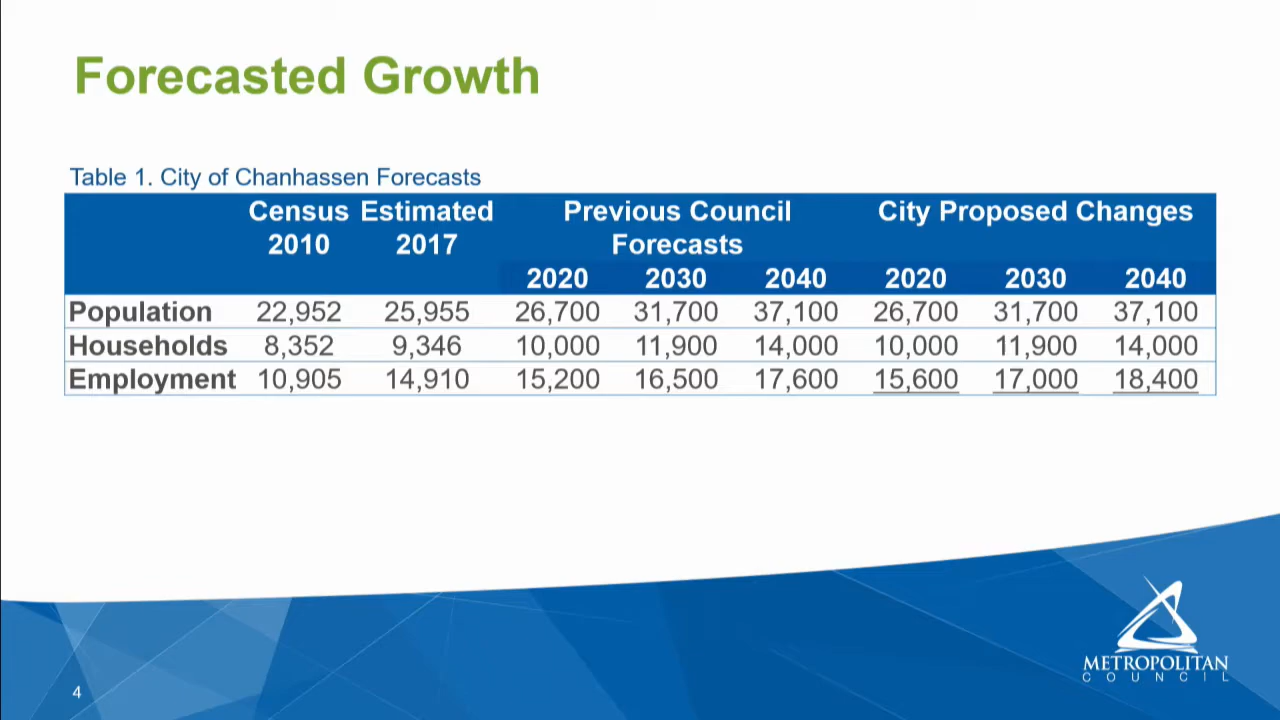 Forecasted Growth
Table 1. City of Chanhassen Forecasts
Census Estimated Previous Council City Proposed Changes
2010 2017 Forecasts
2020 2030 2040 2020 2030 2040
Population 22,952 25,955 26,700 31,700 37,100 26,700 31,700 37,100
Households 8,352 9,346 10,000 11,900 14,000 10,000 11,900 14,000
Employment 10,905 14,910 15,200 16,500 17,600 15,600 17,000 18,400
METROPOLITAN
COUNCIL
4